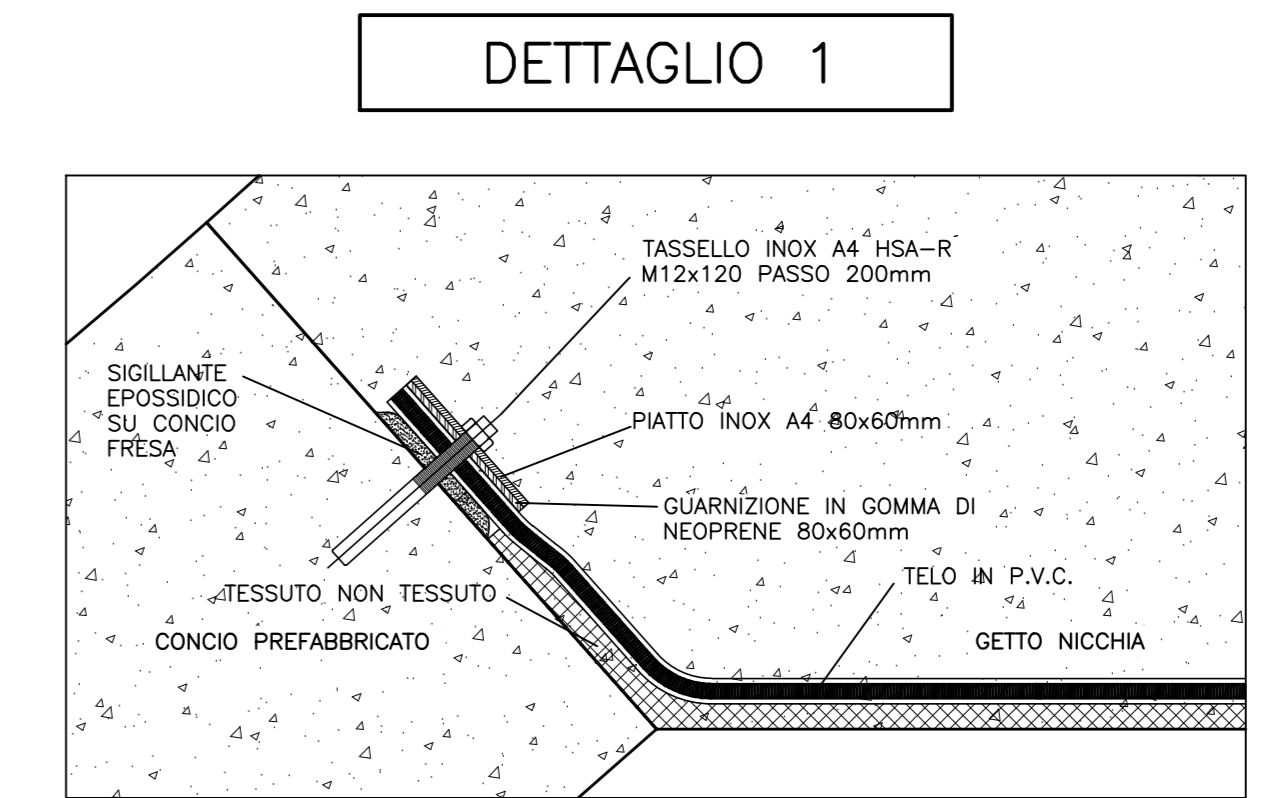 DETTAGLIO 1
TASSELLO INOX A4 HSA-R
M12x120 PASSO 200mm
SIGILLANTE
EPOSSIDICO
SU CONCIO
FRESA
PIATTO INOX A4 80x60mm
GUARNIZIONE IN GOMMA DI
NEOPRENE 80x60mm
TELO IN P.V.C.
TESSUTO NON TESSUTO
CONCIO PREFABBRICATO
GETTO NICCHIA